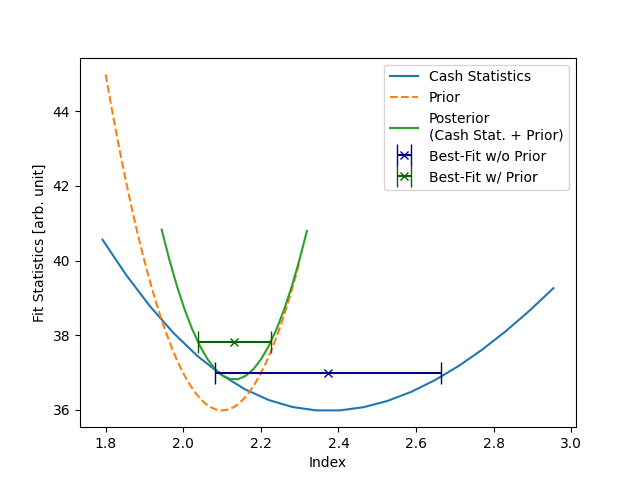 Cash Statistics
Prior
Posterior
(Cash Stat. + Prior)
Best-Fit w/o Prior
Best-Fit w/ Prior
Fit Statistics [arb. unit]
44
42
40
38
36
1.8 2.0 2.2 2.4 2.6 2.8 3.0
Index